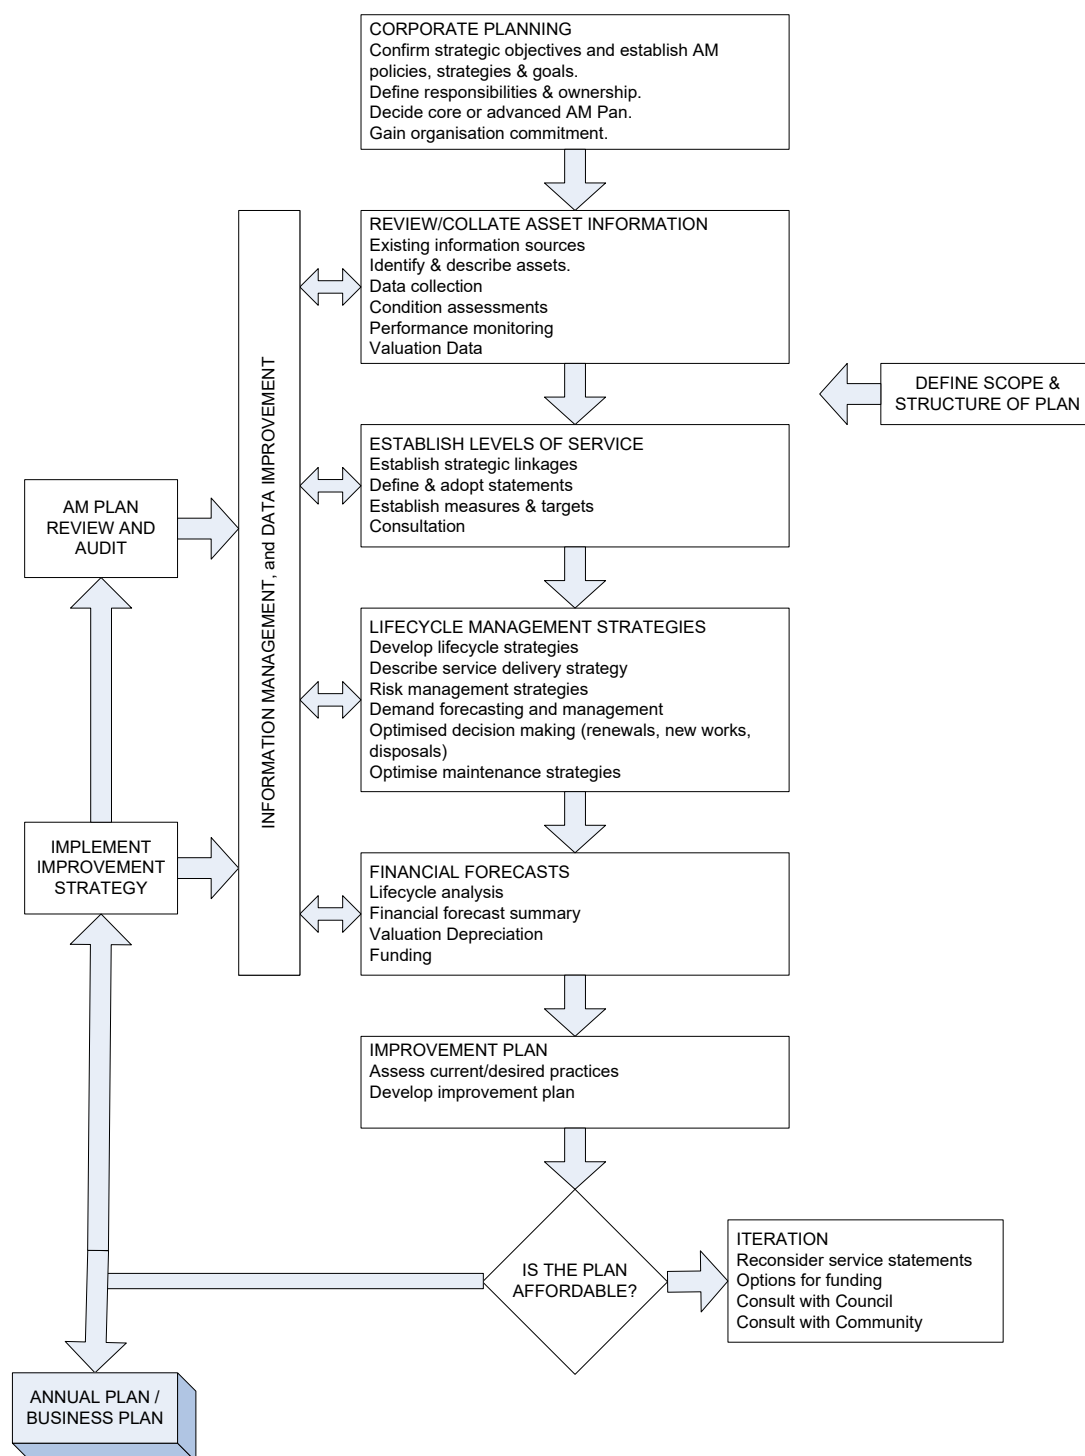 CORPORATE PLANNING
Confirm strategic objectives and establish AM
policies, strategies & goals.
Define responsibilities & ownership.
Decide core or advanced AM Pan.
Gain organisation commitment.
REVIEW/COLLATE ASSET INFORMATION
Existing information sources
Identify & describe assets.
Data collection
Condition assessments
Performance monitoring
Valuation Data
DEFINE SCOPE &
STRUCTURE OF PLAN
INFORMATION MANAGEMENT, and DATA IMPROVEMENT
ESTABLISH LEVELS OF SERVICE
Establish strategic linkages
Define & adopt statements
Establish measures & targets
Consultation
AM PLAN
REVIEW AND
AUDIT
LIFECYCLE MANAGEMENT STRATEGIES
Develop lifecycle strategies
Describe service delivery strategy
Risk management strategies
Demand forecasting and management
Optimised decision making (renewals, new works,
disposals)
Optimise maintenance strategies
IMPLEMENT
IMPROVEMENT
STRATEGY
FINANCIAL FORECASTS
Lifecycle analysis
Financial forecast summary
Valuation Depreciation
Funding
IMPROVEMENT PLAN
Assess current/desired practices
Develop improvement plan
IS THE PLAN
AFFORDABLE?
ITERATION
Reconsider service statements
Options for funding
Consult with Council
Consult with Community
ANNUAL PLAN /
BUSINESS PLAN